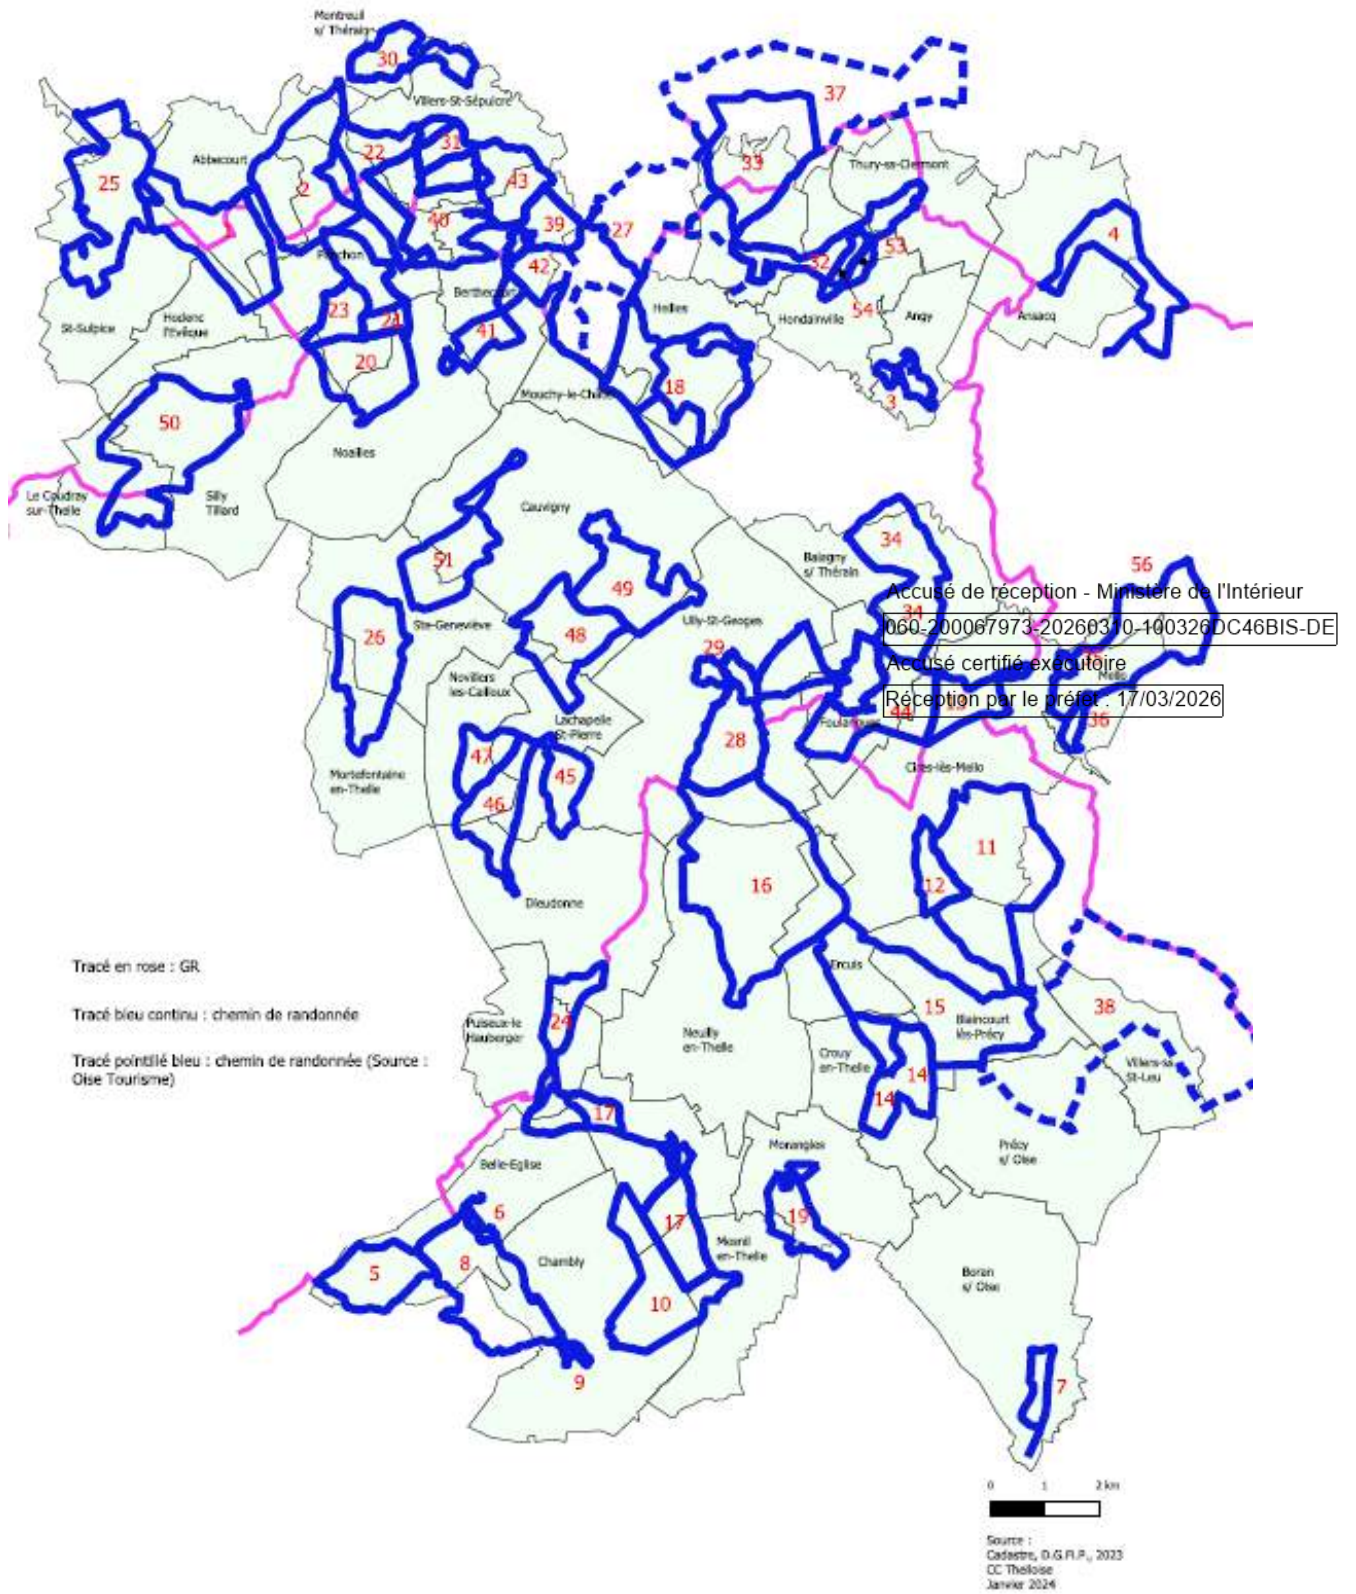 Montreuil
s/ Thérain
30
Villers-St-Sépulcre
37
31
22
Abbecourt
33
Thury-ss-Clermont
25
2
43
1
40
39
27
4
53
Ponchon
42
32
Berthecourt
Heilles
54
23
21
Hodenc
l'Evêque
Hondainville
Angy
Ansacq
St-Sulpice
41
20
18
Mouchy-le-Châtel
3
50
Noailles
Le Coudray
sur-Thelle
Silly
Tillard
Cauvigny
34
51
Balagny
s/ Thérain
56
49
Accusé de réception - Ministère de l'Intérieur
34
060-200067973-20260310-100326DC46BIS-DE
Ully-St-Geoges
Ste-Geneviève
26
48
29
Accusé certifié exécutoire
Mello
Novillers
les-Cailloux
Réception par le préfet : 17/03/2026
44
13
36
Lachapelle
St-Pierre
Foulangues
28
47
45
Cires-lès-Mello
Mortefontaine
en-Thelle
46
11
16
12
Dieudonne
Tracé en rose : GR
Ercuis
15
38
Tracé bleu continu : chemin de randonnée
24
Puiseux-le
Hauberger
Blaincourt
lès-Précy
Neuilly
en-Thelle
Tracé pointillé bleu : chemin de randonnée (Source :
Oise Tourisme)
Crouy
en-Thelle
14
Villers-ss
St-Leu
14
17
Morangles
Précy
s/ Oise
Belle-Eglise
6
17
19
Mesnil
en-Thelle
8
Chambly
5
Boran
s/ Oise
10
9
7
0 1 2 km
Source :
Cadastre, D.G.FI.P., 2023
CC Thelloise
Janvier 2024